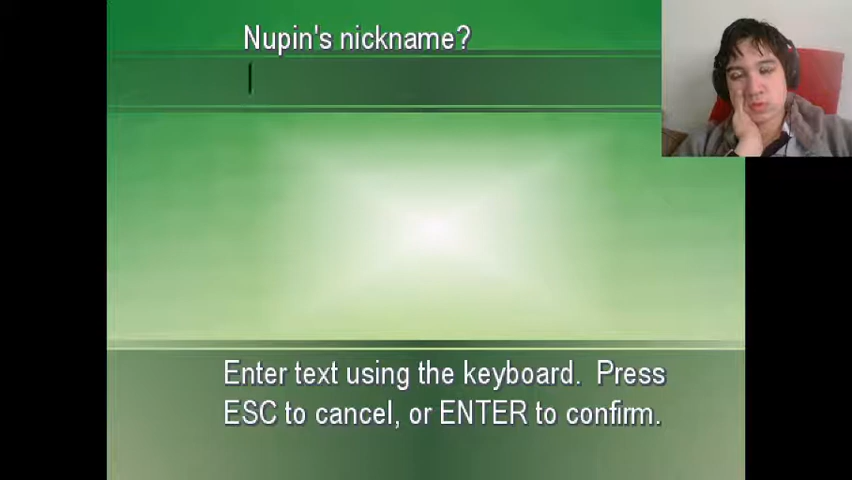 Nupin's nickname?
Enter text using the keyboard.  Press
ESC to cancel, or ENTER to confirm.